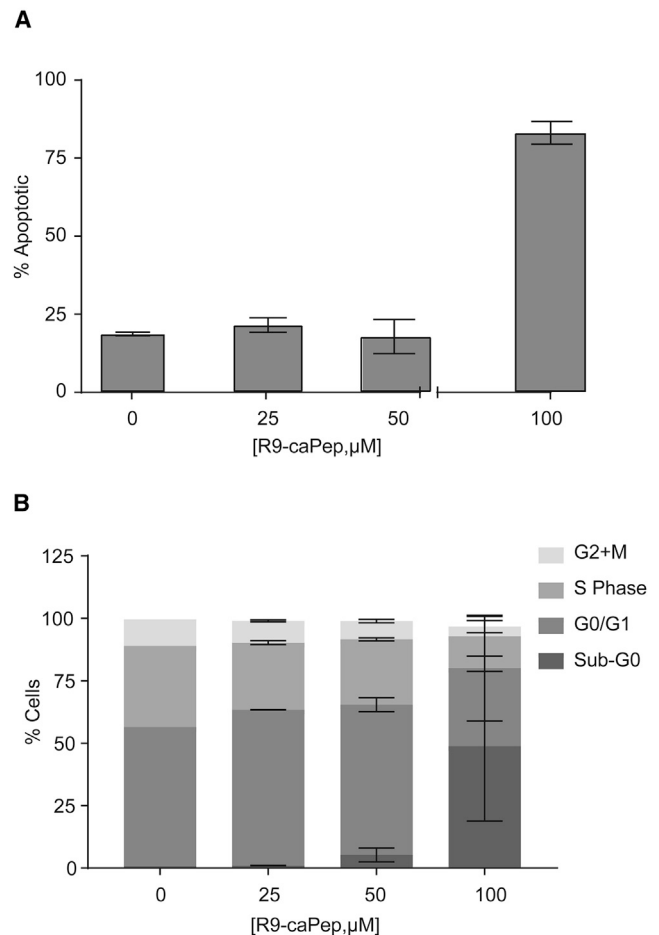 A
100
75
50
25
0
% Apoptotic
0 25 50 100
[R9-caPep,µM]
B
125
100
75
50
25
0
% Cells
G2+M
S Phase
G0/G1
Sub-G0
0 25 50 100
[R9-caPep,µM]